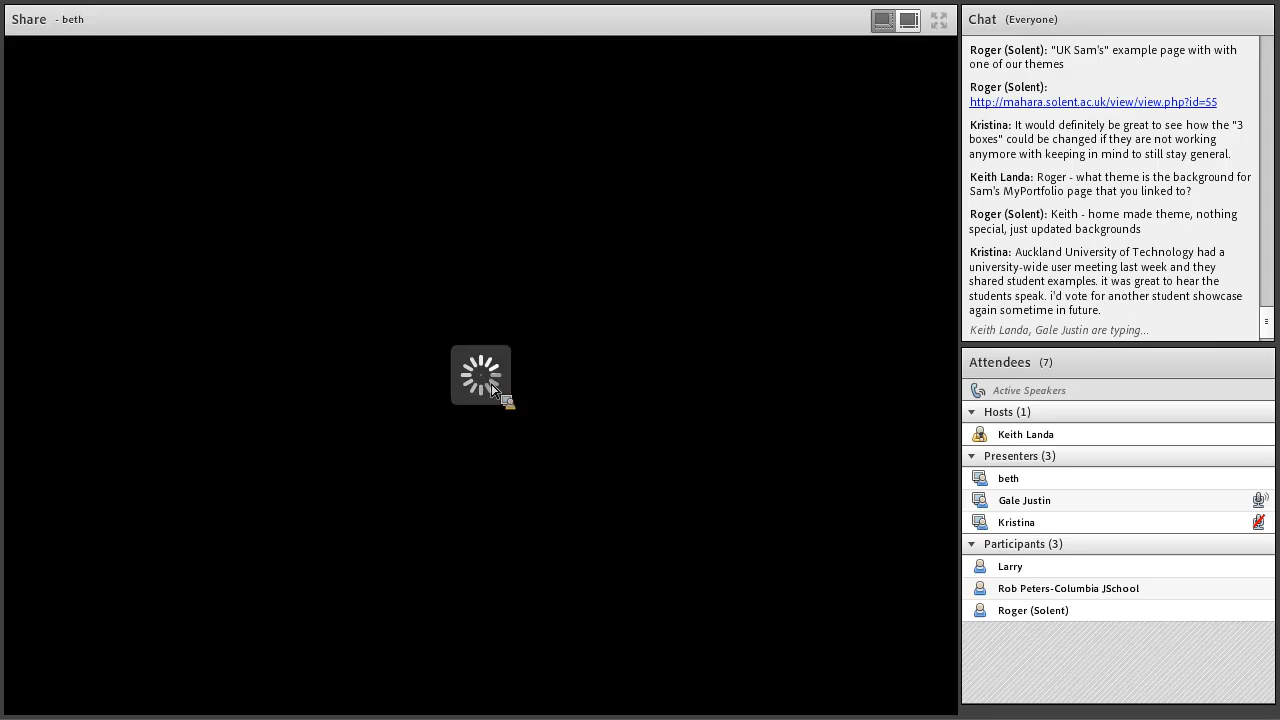 Share - beth
Chat (Everyone)
Roger (Solent): "UK Sam's" example page with with
one of our themes
Roger (Solent):
http://mahara.solent.ac.uk/view/view.php?id=55
Kristina: It would definitely be great to see how the "3
boxes" could be changed if they are not working
anymore with keeping in mind to still stay general.
Keith Landa: Roger - what theme is the background for
Sam's MyPortfolio page that you linked to?
Roger (Solent): Keith - home made theme, nothing
special, just updated backgrounds
Kristina: Auckland University of Technology had a
university-wide user meeting last week and they
shared student examples. it was great to hear the
students speak. i'd vote for another student showcase
again sometime in future.
Keith Landa, Gale Justin are typing...
Attendees (7)
Active Speakers
Hosts (1)
Keith Landa
Presenters (3)
beth
Gale Justin
Kristina
Participants (3)
Larry
Rob Peters-Columbia JSchool
Roger (Solent)